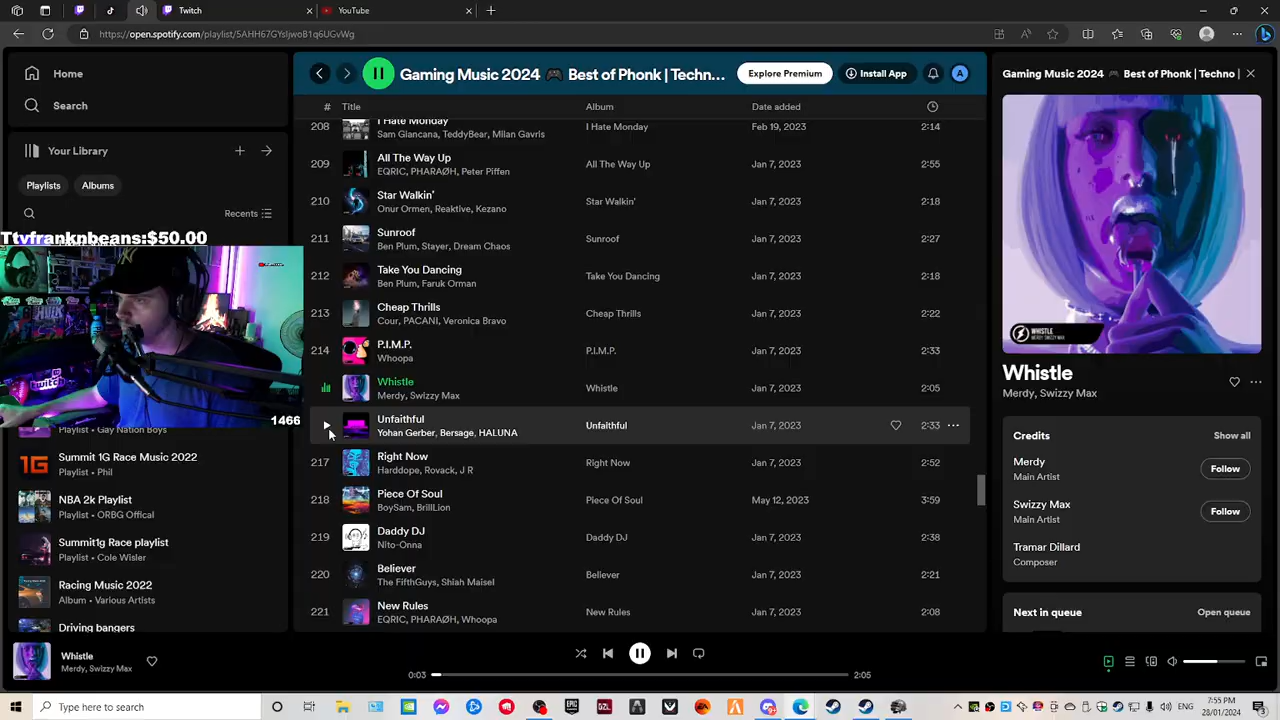 Twitch
YouTube
https://open.spotify.com/playlist/5AHH67GYsIjwoB1q6UGvWg
Home
Search
Your Library
Playlists
Albums
Recents
Ttvfranknbeans:$50.00
1466
Playlist • Gay Nation Boys
Summit 1G Race Music 2022
Playlist • Phil
NBA 2k Playlist
Playlist • ORBG Offical
Summit1g Race playlist
Playlist • Cole Wisler
Racing Music 2022
Album • Various Artists
Driving bangers
Gaming Music 2024 🎮 Best of Phonk | Techn...
Explore Premium
Install App
A
# Title Album Date added
208 I Hate Monday I Hate Monday Feb 19, 2023 2:14
Sam Giancana, TeddyBear, Milan Gavris
209 All The Way Up All The Way Up Jan 7, 2023 2:55
EQRIC, PHARAØH, Peter Piffen
210 Star Walkin' Star Walkin' Jan 7, 2023 2:18
Onur Ormen, Reaktive, Kezano
211 Sunroof Sunroof Jan 7, 2023 2:27
Ben Plum, Stayer, Dream Chaos
212 Take You Dancing Take You Dancing Jan 7, 2023 2:18
Ben Plum, Faruk Orman
213 Cheap Thrills Cheap Thrills Jan 7, 2023 2:22
Cour, PACANI, Veronica Bravo
214 P.I.M.P. P.I.M.P. Jan 7, 2023 2:33
Whoopa
Whistle Whistle Jan 7, 2023 2:05
Merdy, Swizzy Max
Unfaithful Unfaithful Jan 7, 2023 2:33
Yohan Gerber, Bersage, HALUNA
217 Right Now Right Now Jan 7, 2023 2:52
Harddope, Rovack, J R
218 Piece Of Soul Piece Of Soul May 12, 2023 3:59
BoySam, BrillLion
219 Daddy DJ Daddy DJ Jan 7, 2023 2:38
Nito-Onna
220 Believer Believer Jan 7, 2023 2:21
The FifthGuys, Shiah Maisel
221 New Rules New Rules Jan 7, 2023 2:08
EQRIC, PHARAØH, Whoopa
Gaming Music 2024 🎮 Best of Phonk | Techno |
WHISTLE
MERDY, SWIZZY MAX
Whistle
Merdy, Swizzy Max
Credits Show all
Merdy
Main Artist
Follow
Swizzy Max
Main Artist
Follow
Tramar Dillard
Composer
Next in queue Open queue
Whistle
Merdy, Swizzy Max
0:03
2:05
Type here to search
7:55 PM
28/01/2024